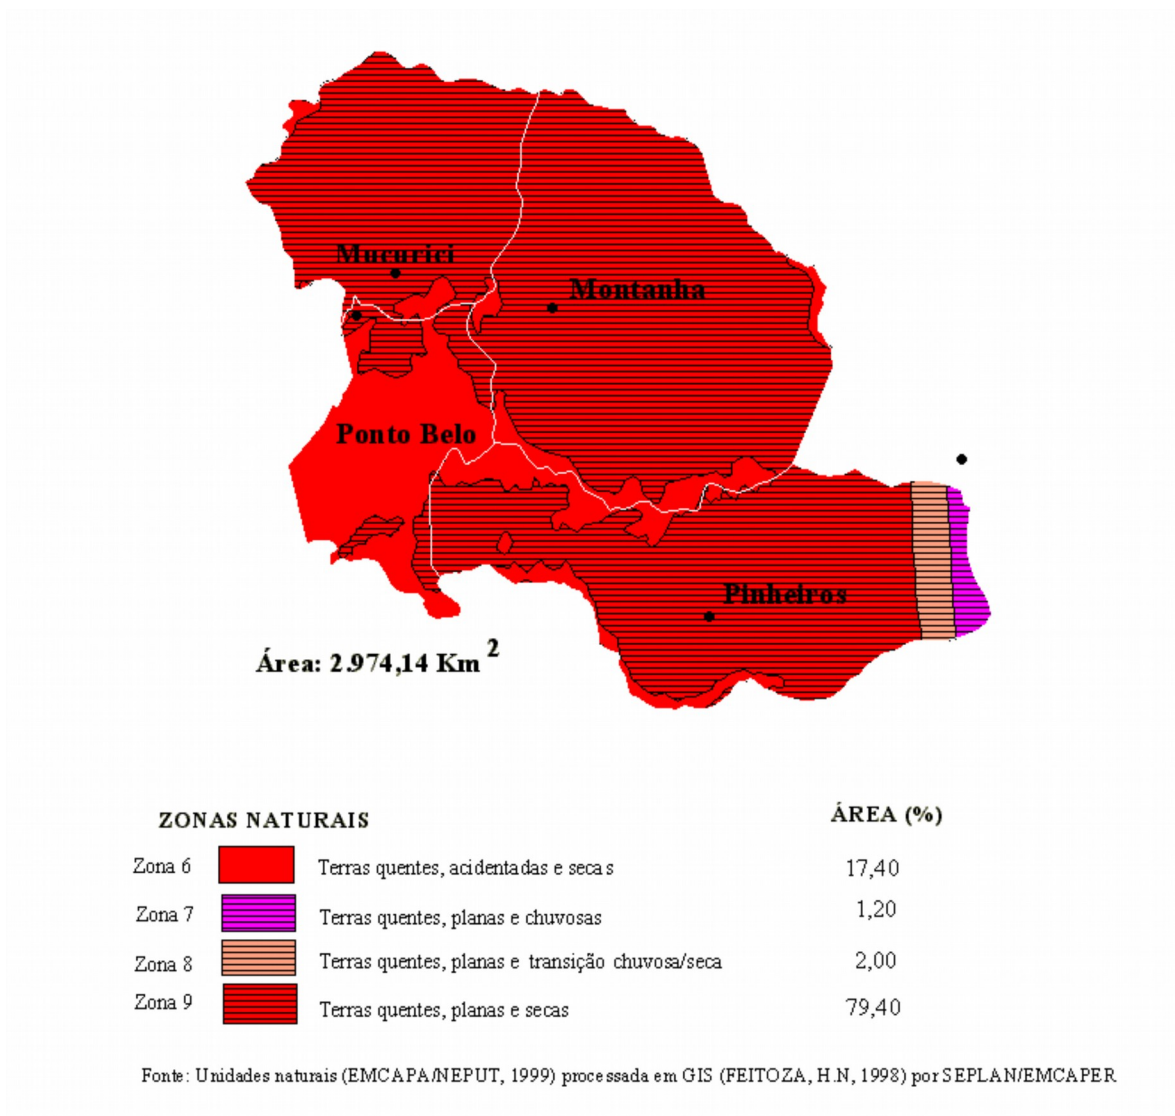 Mucurici
Montanha
Ponto Belo
Pinheiros
Área: 2.974,14 Km 2
ZONAS NATURAIS ÁREA (%)
Zona 6 Terras quentes, acidentadas e secas 17,40
Zona 7 Terras quentes, planas e chuvosas 1,20
Zona 8 Terras quentes, planas e transição chuvosa/seca 2,00
Zona 9 Terras quentes, planas e secas 79,40
Fonte: Unidades naturais (EMCAPA/NEPUT, 1999) processada em GIS (FEITOZA, H.N, 1998) por SEPLAN/EMCAPER